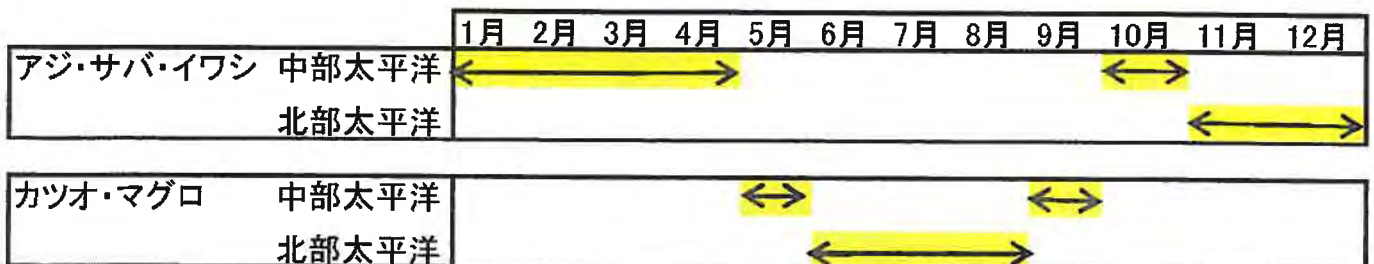 1月 2月 3月 4月 5月 6月 7月 8月 9月 10月 11月 12月
アジ・サバ・イワシ 中部太平洋
北部太平洋
カツオ・マグロ 中部太平洋
北部太平洋